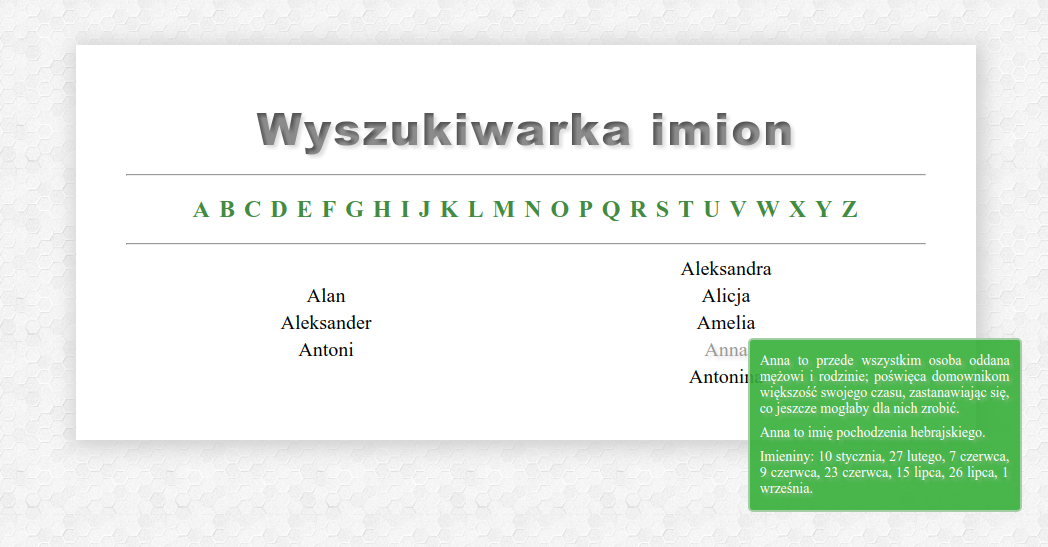 Wyszukiwarka imion
A B C D E F G H I J K L M N O P Q R S T U V W X Y Z
Alan
Aleksander
Antoni
Aleksandra
Alicja
Amelia
Anna
Antonina
Anna to przede wszystkim osoba oddana
mężowi i rodzinie; poświęca domownikom
większość swojego czasu, zastanawiając się,
co jeszcze mogłaby dla nich zrobić.
Anna to imię pochodzenia hebrajskiego.
Imieniny: 10 stycznia, 27 lutego, 7 czerwca,
9 czerwca, 23 czerwca, 15 lipca, 26 lipca, 1
września.